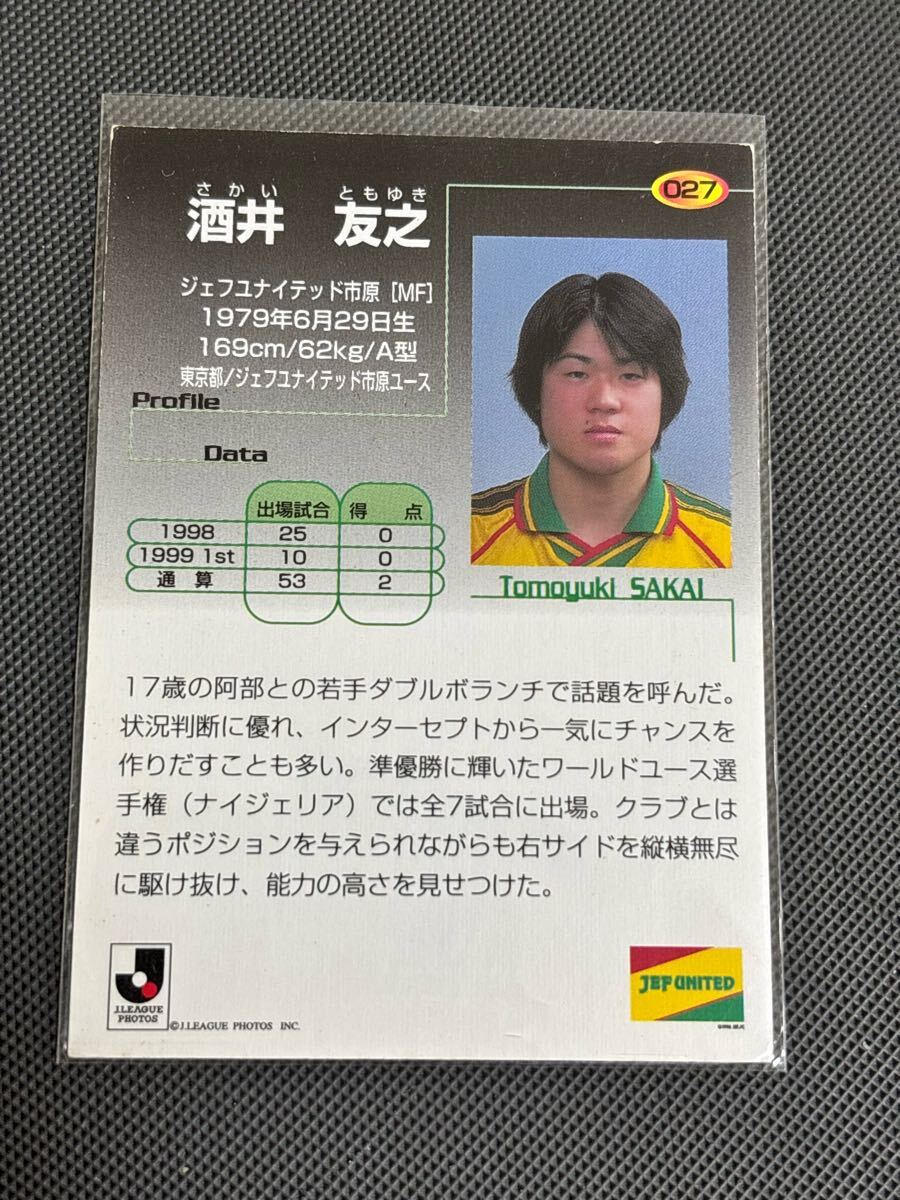 さかい ともゆき
酒井 友之
027
ジェフユナイテッド市原［MF］
1979年6月29日生
169cm/62kg/A型
東京都/ジェフユナイテッド市原ユース
Profile
Data
出場試合 得 点
1998 25 0
1999 1st 10 0
通 算 53 2
Tomoyuki SAKAI
17歳の阿部との若手ダブルボランチで話題を呼んだ。
状況判断に優れ、インターセプトから一気にチャンスを
作りだすことも多い。準優勝に輝いたワールドユース選
手権（ナイジェリア）では全7試合に出場。クラブとは
違うポジションを与えられながらも右サイドを縦横無尽
に駆け抜け、能力の高さを見せつけた。
J.LEAGUE
PHOTOS
©J.LEAGUE PHOTOS INC.
JEF UNITED